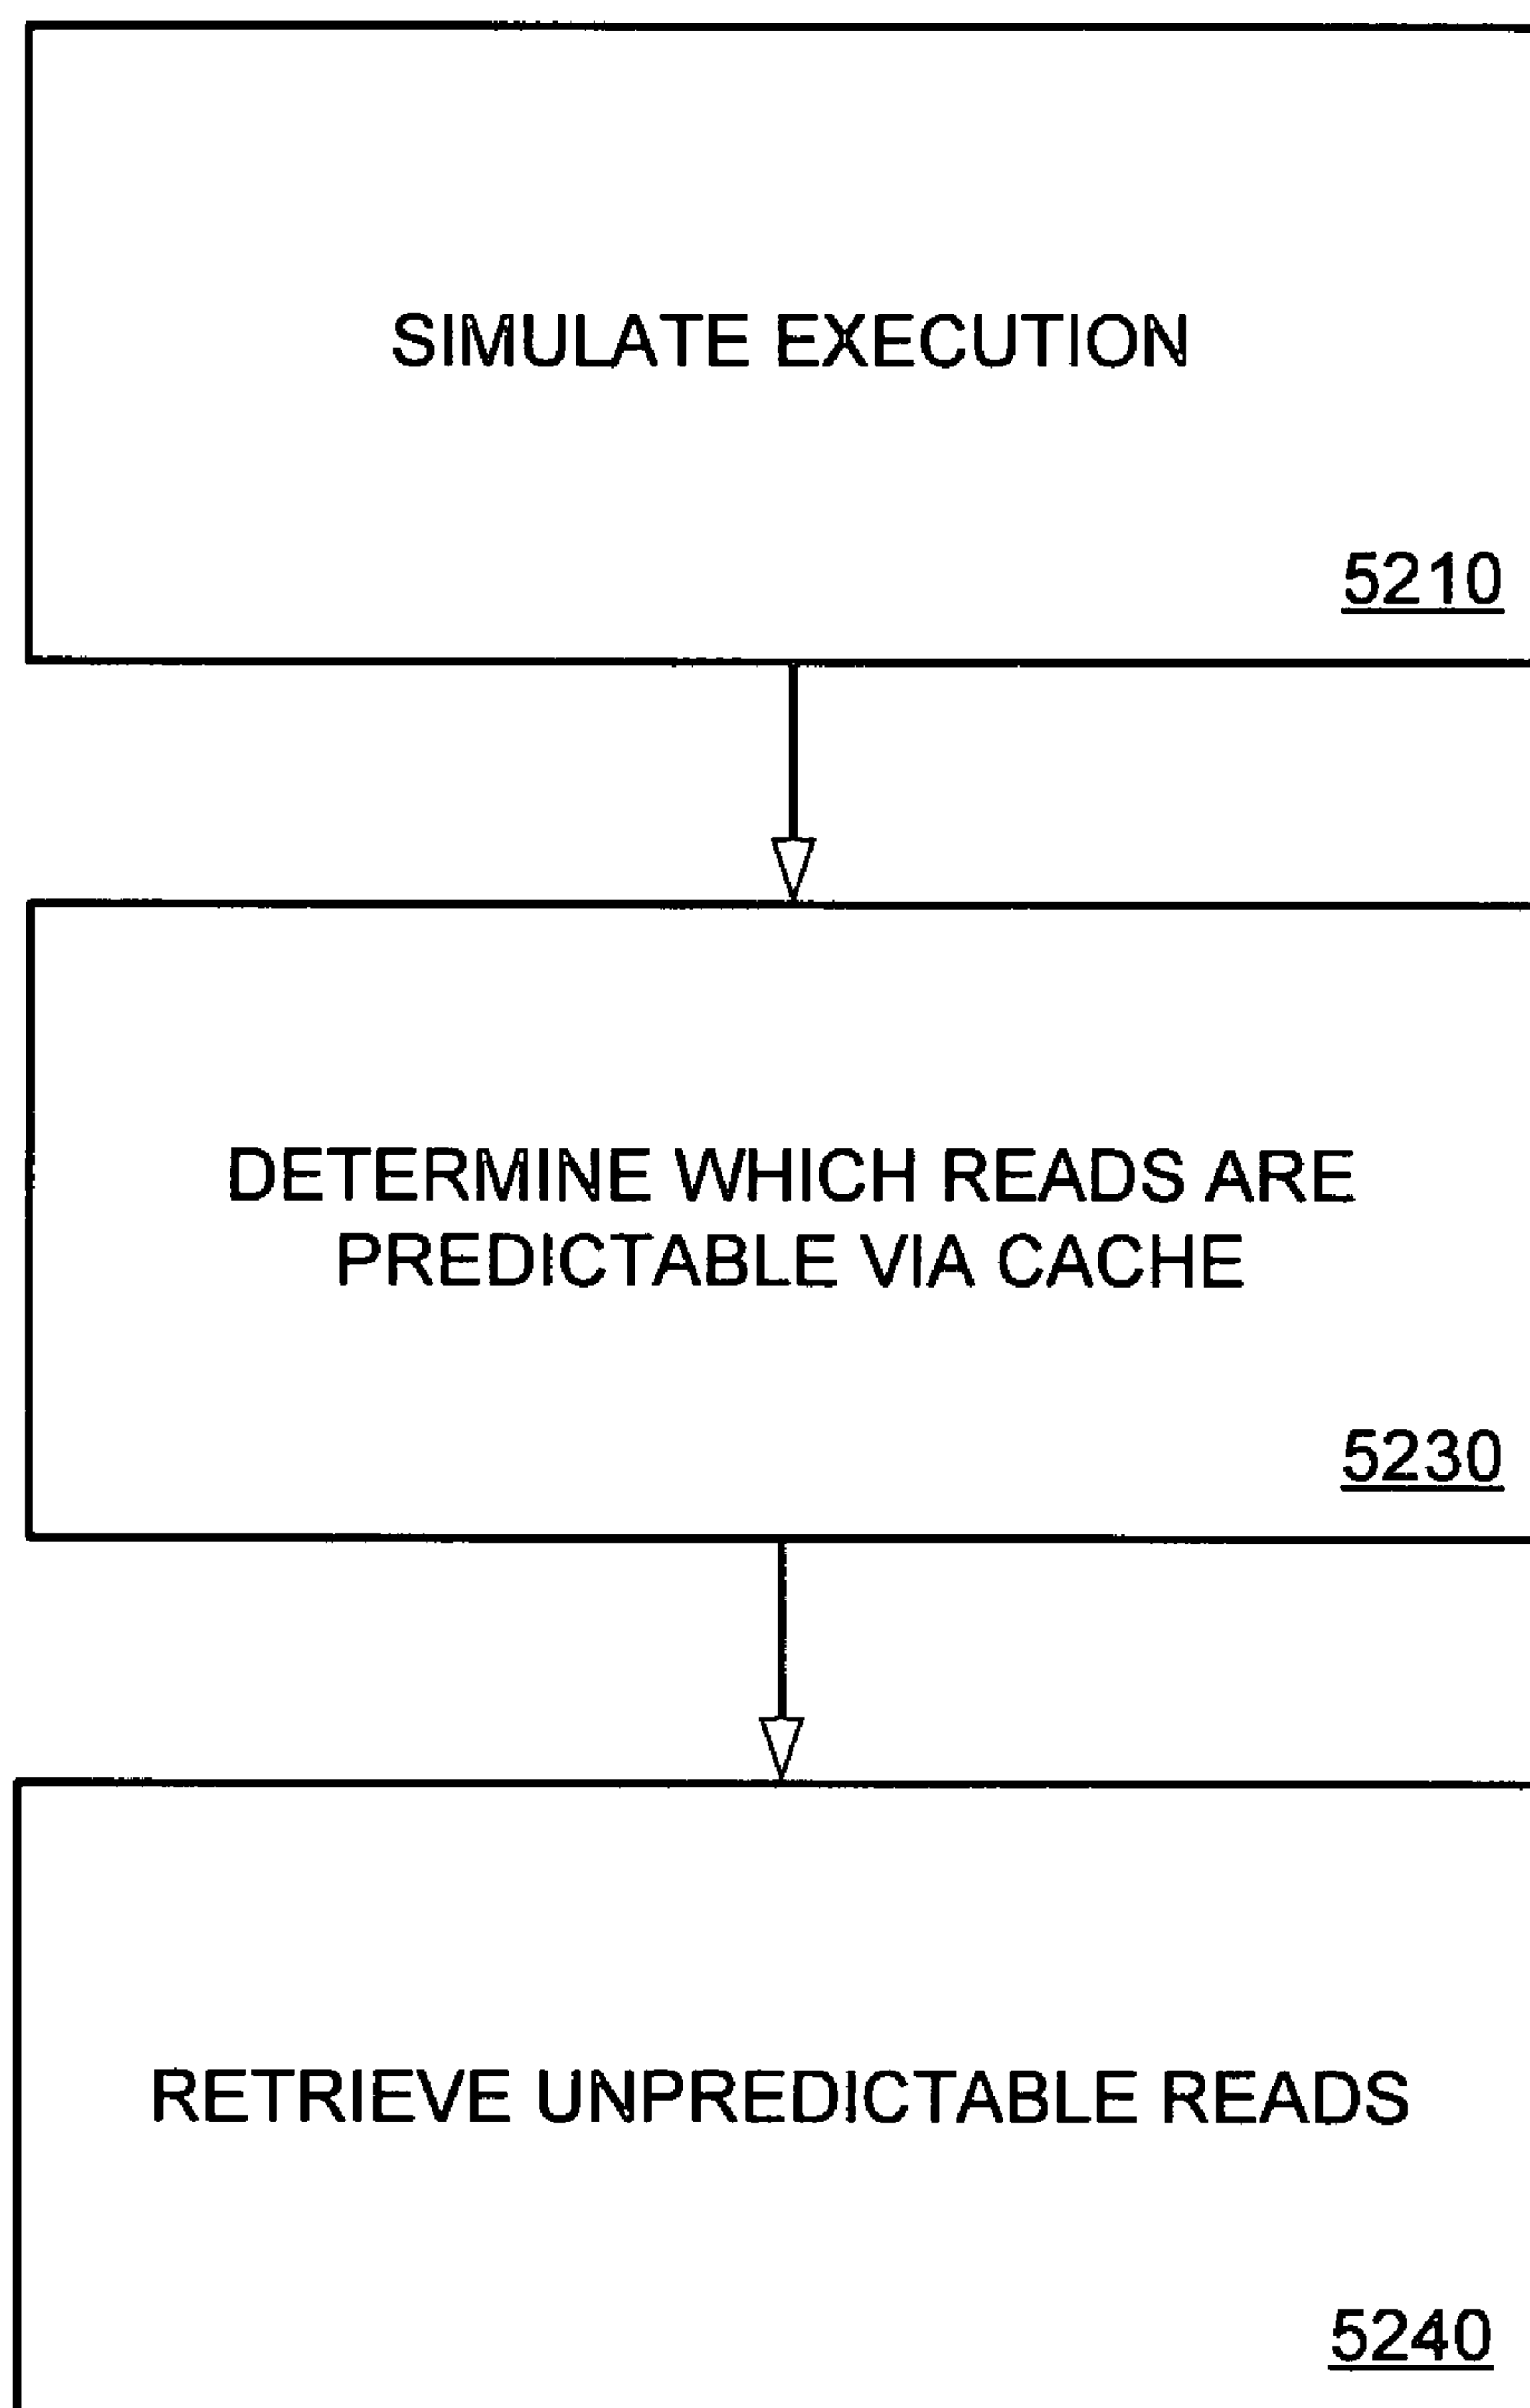 SIMULATE EXECUTION
5210
DETERMINE WHICH READS ARE
PREDICTABLE VIA CACHE
5230
RETRIEVE UNPREDICTABLE READS
5240